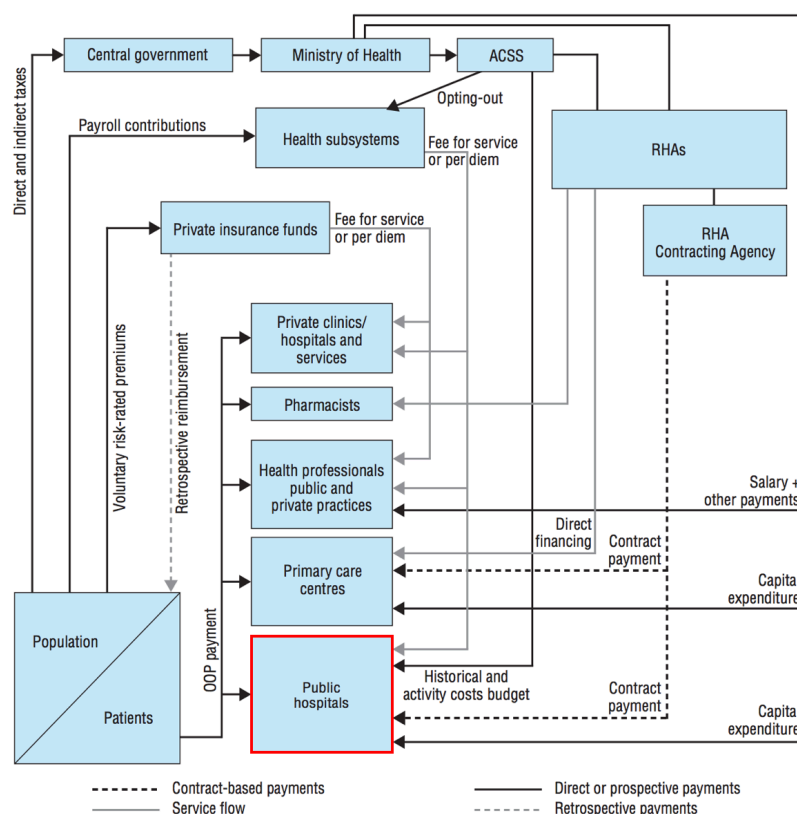 Central government
Ministry of Health
ACSS
Opting-out
Direct and indirect taxes
Payroll contributions
Health subsystems
Fee for service
or per diem
RHAs
Private insurance funds
Fee for service
or per diem
RHA
Contracting Agency
Voluntary risk-rated premiums
Retrospective reimbursement
Private clinics/
hospitals and
services
Pharmacists
Health professionals
public and
private practices
Salary +
other payments
Direct
financing
Contract
payment
Primary care
centres
Capital
expenditure
Population
Patients
OOP payment
Public
hospitals
Historical and
activity costs budget
Contract
payment
Capital
expenditure
Contract-based payments
Direct or prospective payments
Service flow
Retrospective payments